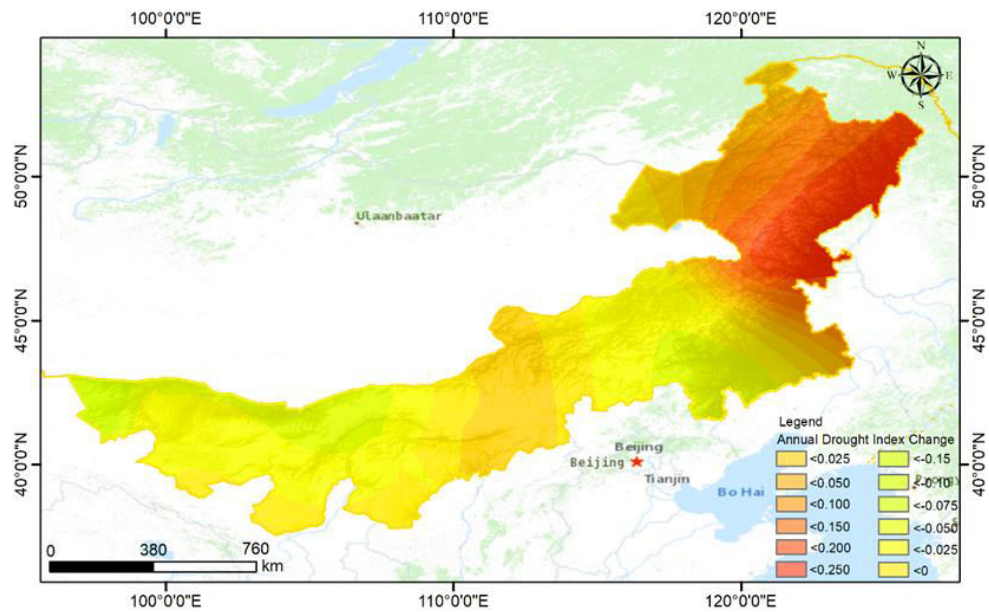 100°0'0"E 110°0'0"E 120°0'0"E
N
W E
S
50°0'0"N 50°0'0"N
Ulaanbaatar
45°0'0"N 45°0'0"N
Legend
Annual Drought Index Change
<0.025 <-0.15
<0.050 <-0.10
<0.100 <-0.075
<0.150 <-0.050
<0.200 <-0.025
<0.250 <0
Beijing
Beijing
Tianjin
Bo Hai
40°0'0"N 40°0'0"N
0 380 760
km
100°0'0"E 110°0'0"E 120°0'0"E